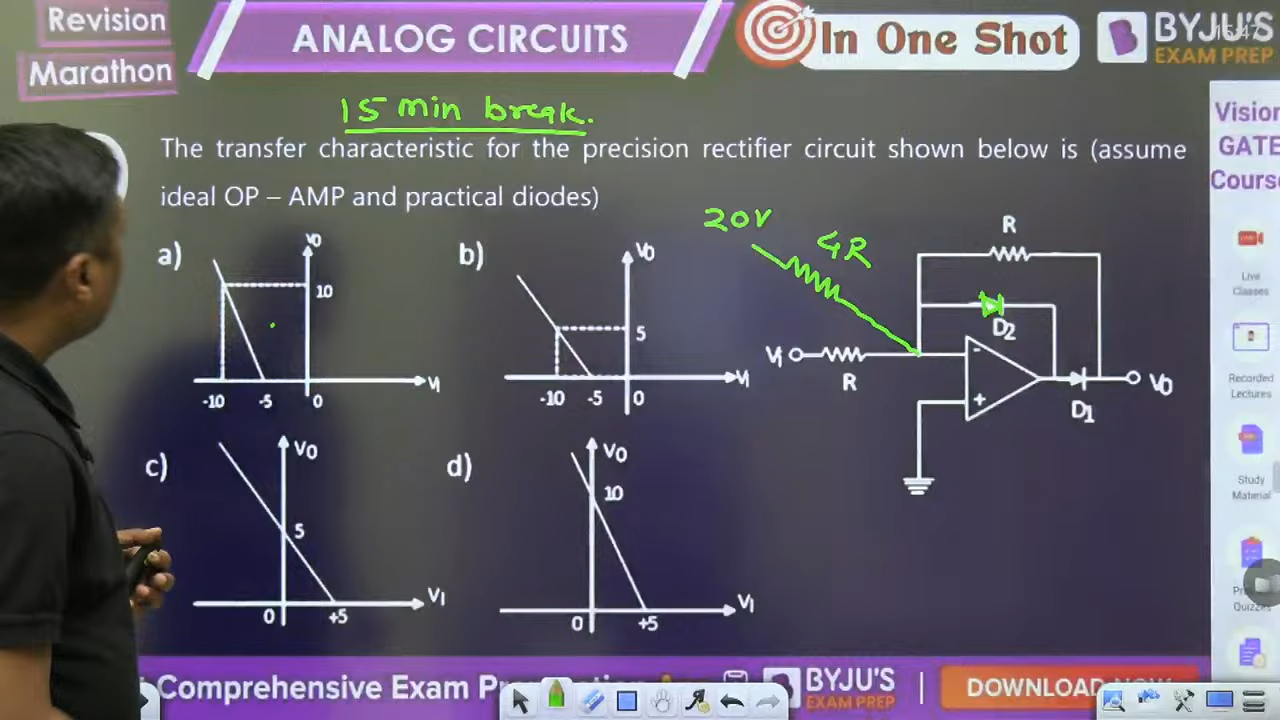 Revision
Marathon
ANALOG CIRCUITS
In One Shot
BYJU'S
EXAM PREP
15 min break.
The transfer characteristic for the precision rectifier circuit shown below is (assume
ideal OP – AMP and practical diodes)
a)
V0
10
-10 -5 0
VI
b)
V0
5
-10 -5 0
VI
c)
V0
5
0 +5
VI
d)
V0
10
0 +5
VI
20V
4R
R
D2
Vi
R
-
+
D1
V0
Vision
GATE
Course
Live
Classes
Recorded
Lectures
Study
Material
Quizzes
Comprehensive Exam
BYJU'S
EXAM PREP
DOWNLOAD